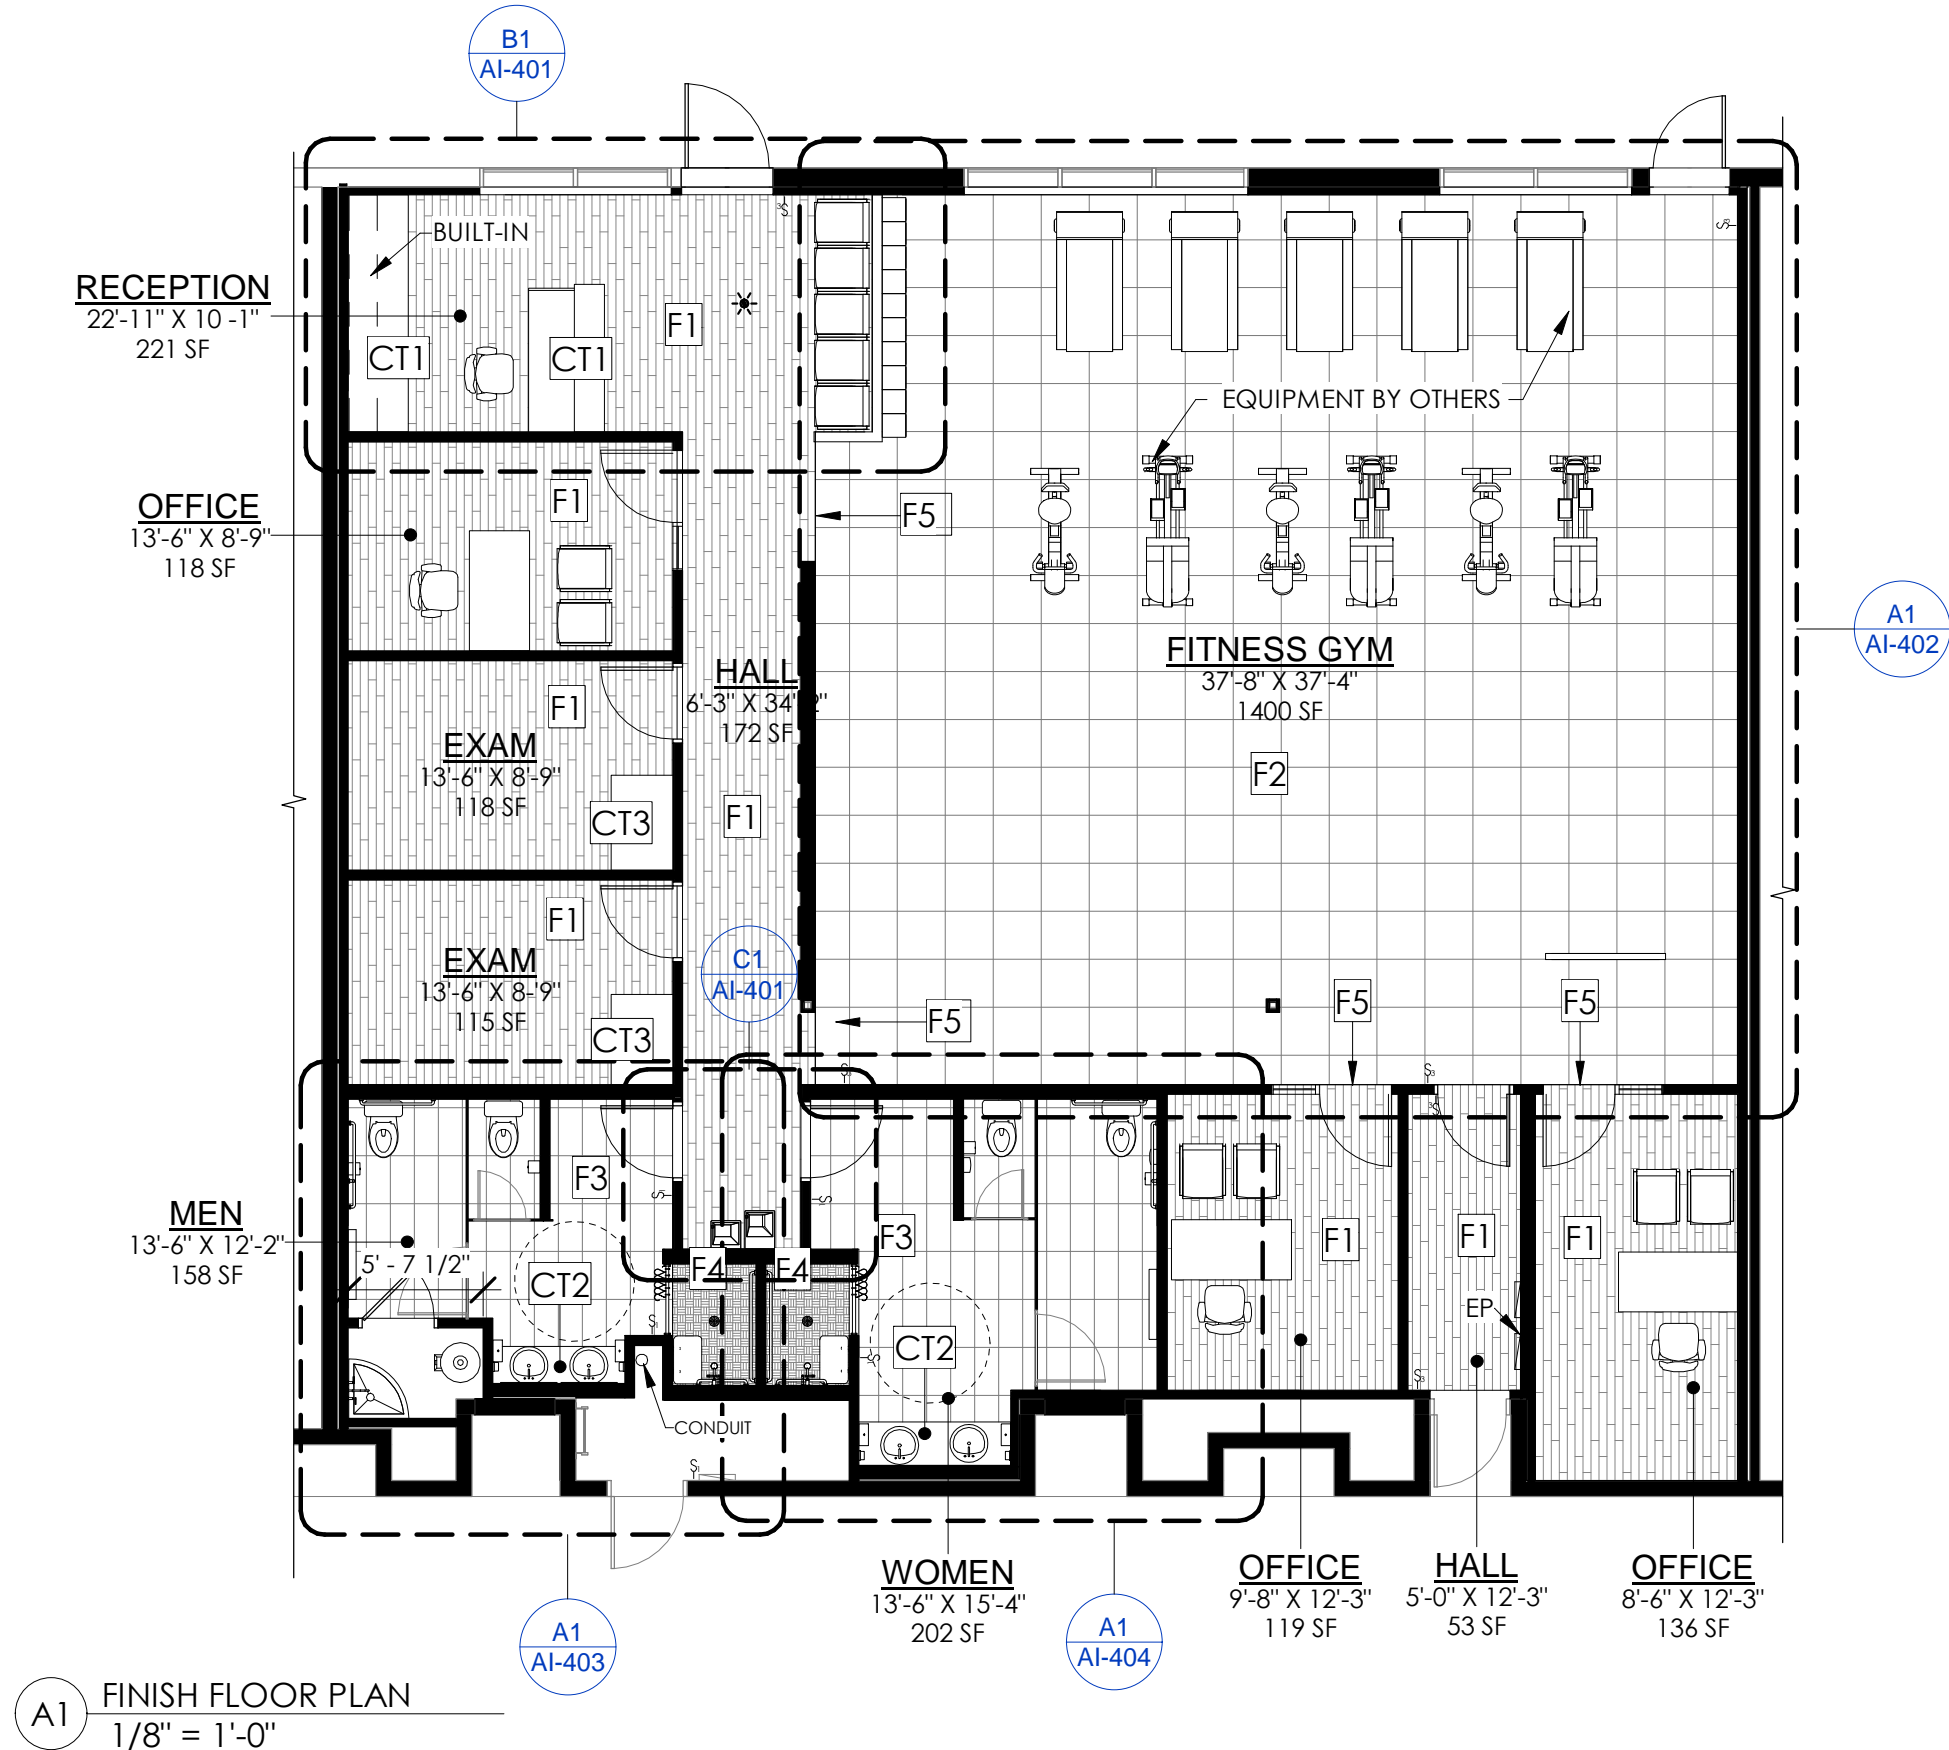 B1
AI-401
BUILT-IN
RECEPTION
22'-11" X 10 -1"
221 SF
F1
CT1
CT1
EQUIPMENT BY OTHERS
OFFICE
13'-6" X 8'-9"
118 SF
F1
F5
A1
AI-402
FITNESS GYM
37'-8" X 37'-4"
1400 SF
F2
HALL
6'-3" X 34'-2"
172 SF
F1
F1
EXAM
13'-6" X 8'-9"
118 SF
CT3
F1
EXAM
13'-6" X 8-'9"
115 SF
CT3
C1
AI-401
F5
F5
F5
MEN
13'-6" X 12'-2"
158 SF
5' - 7 1/2"
F3
CT2
F4
F4
F3
CT2
F1
F1
F1
EP
CONDUIT
WOMEN
13'-6" X 15'-4"
202 SF
OFFICE
9'-8" X 12'-3"
119 SF
HALL
5'-0" X 12'-3"
53 SF
OFFICE
8'-6" X 12'-3"
136 SF
A1
AI-403
A1
AI-404
A1
FINISH FLOOR PLAN
1/8" = 1'-0"